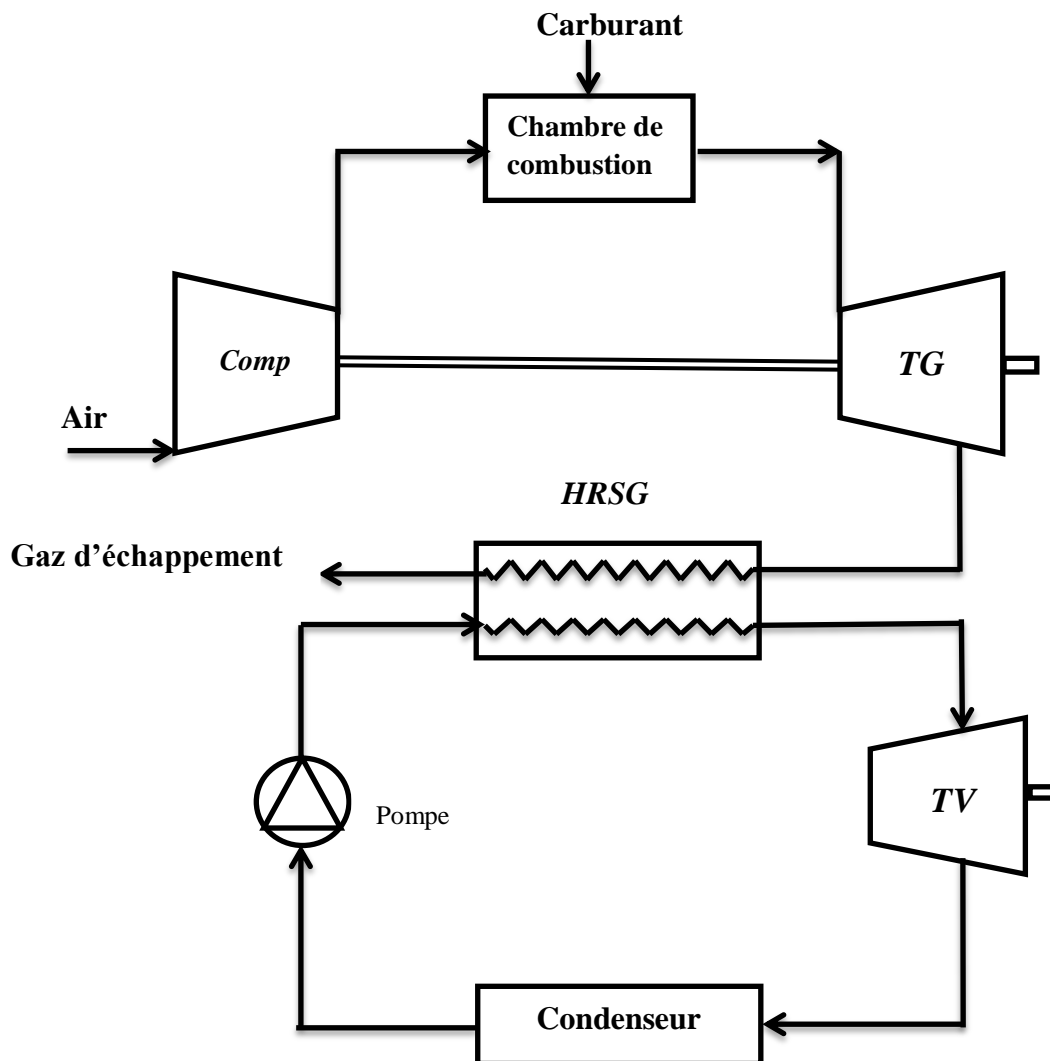 Carburant
Chambre de
combustion
Comp
TG
Air
HRSG
Gaz d’échappement
TV
Pompe
Condenseur